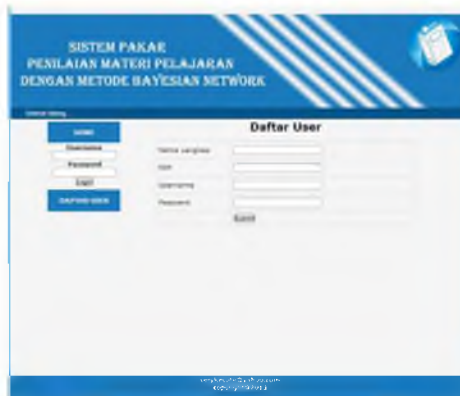 SISTEM PAKAR
PENILAIAN MATERI PELAJARAN
DENGAN METODE BAYESIAN NETWORK
HOME
Username
Password
Login
DAFTAR USER
Daftar User
Nama Lengkap
Username
Password
Submit